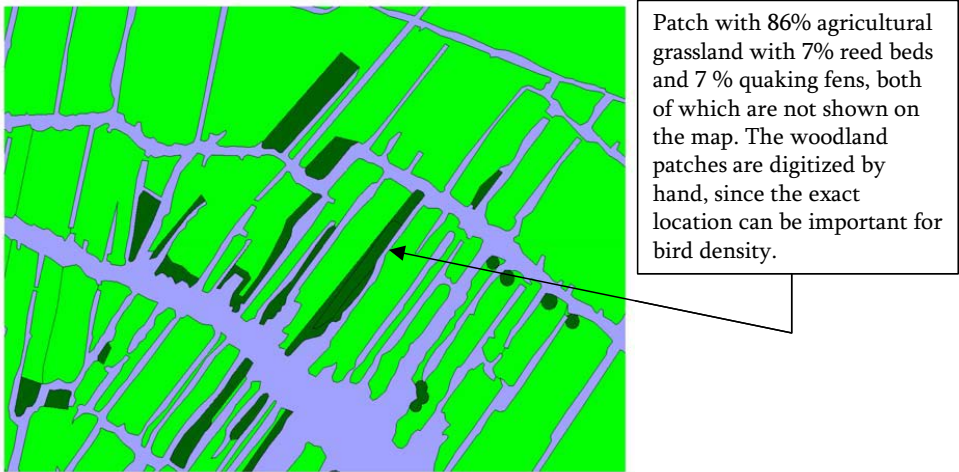 Patch with 86% agricultural
grassland with 7% reed beds
and 7 % quaking fens, both
of which are not shown on
the map. The woodland
patches are digitized by
hand, since the exact
location can be important for
bird density.